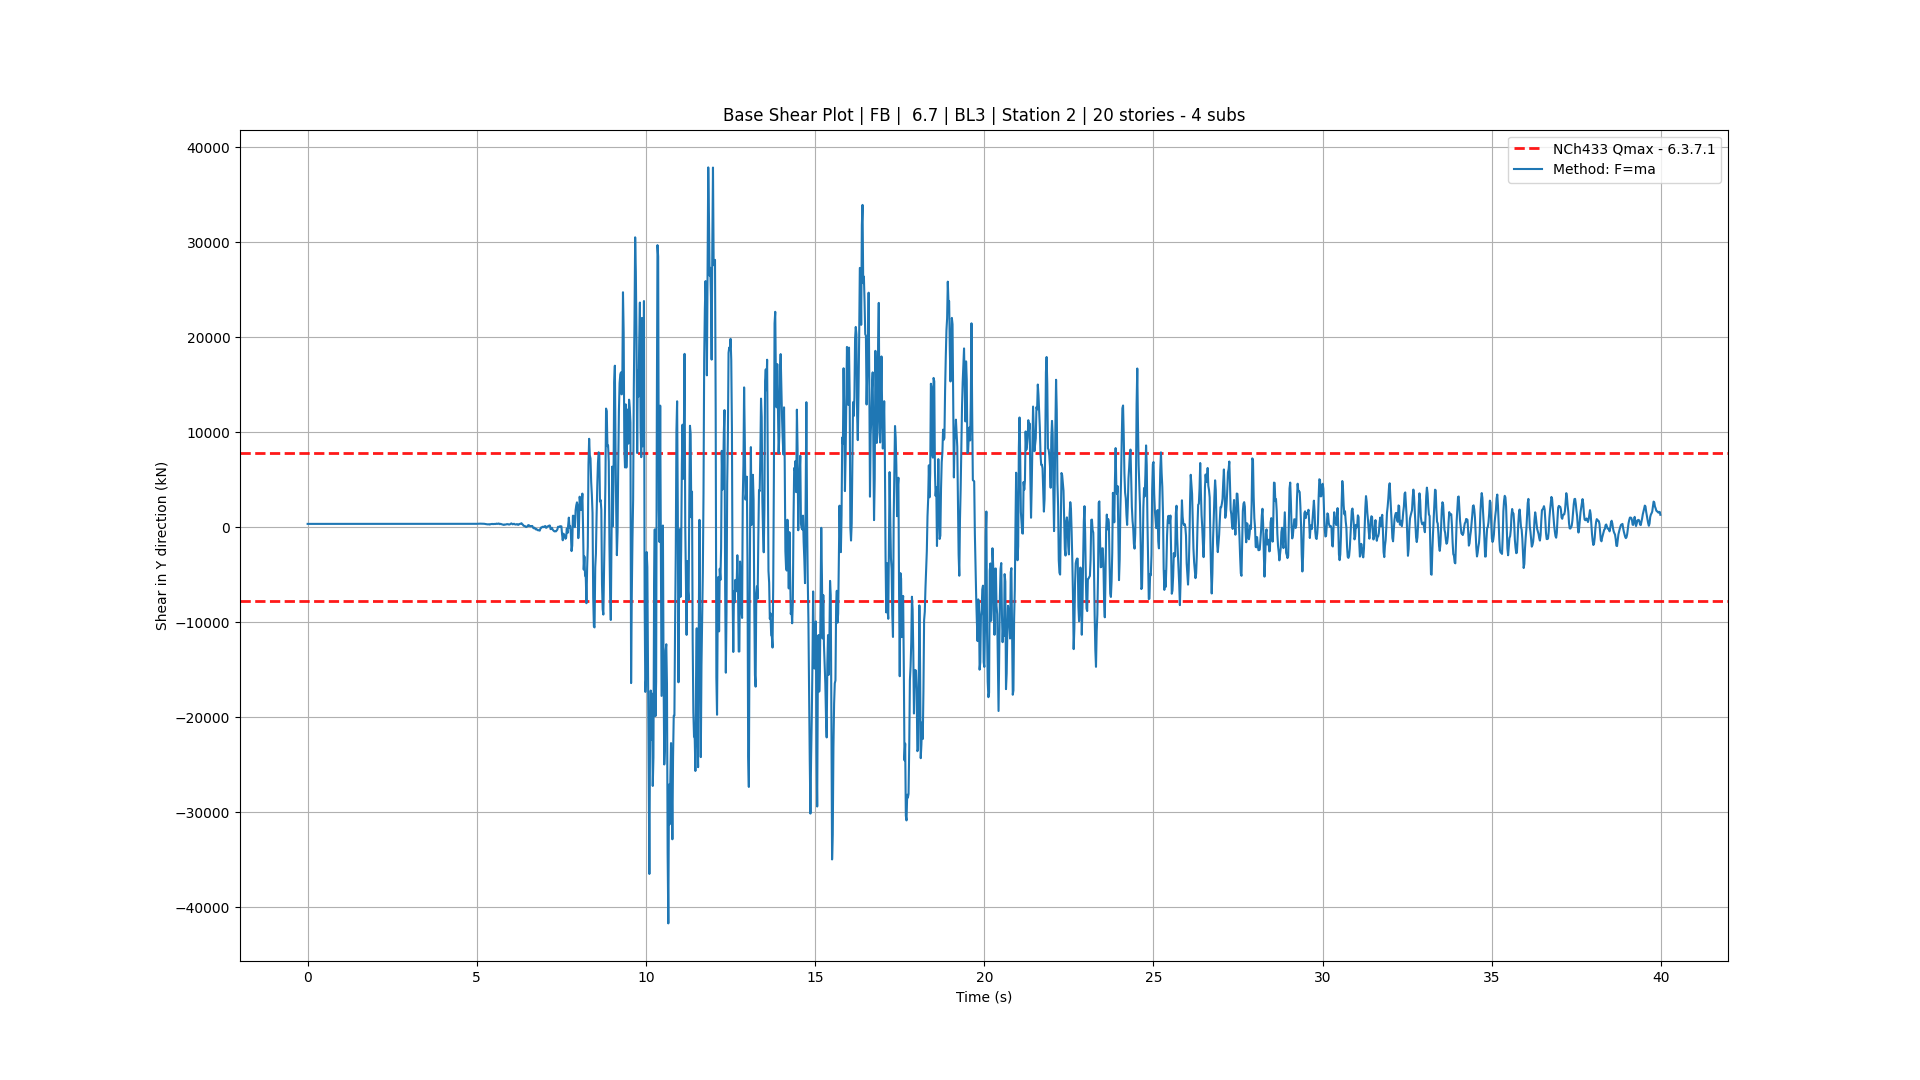 Base Shear Plot | FB |  6.7 | BL3 | Station 2 | 20 stories - 4 subs
NCh433 Qmax - 6.3.7.1
Method: F=ma
Shear in Y direction (kN)
40000
30000
20000
10000
0
−10000
−20000
−30000
−40000
0 5 10 15 20 25 30 35 40
Time (s)